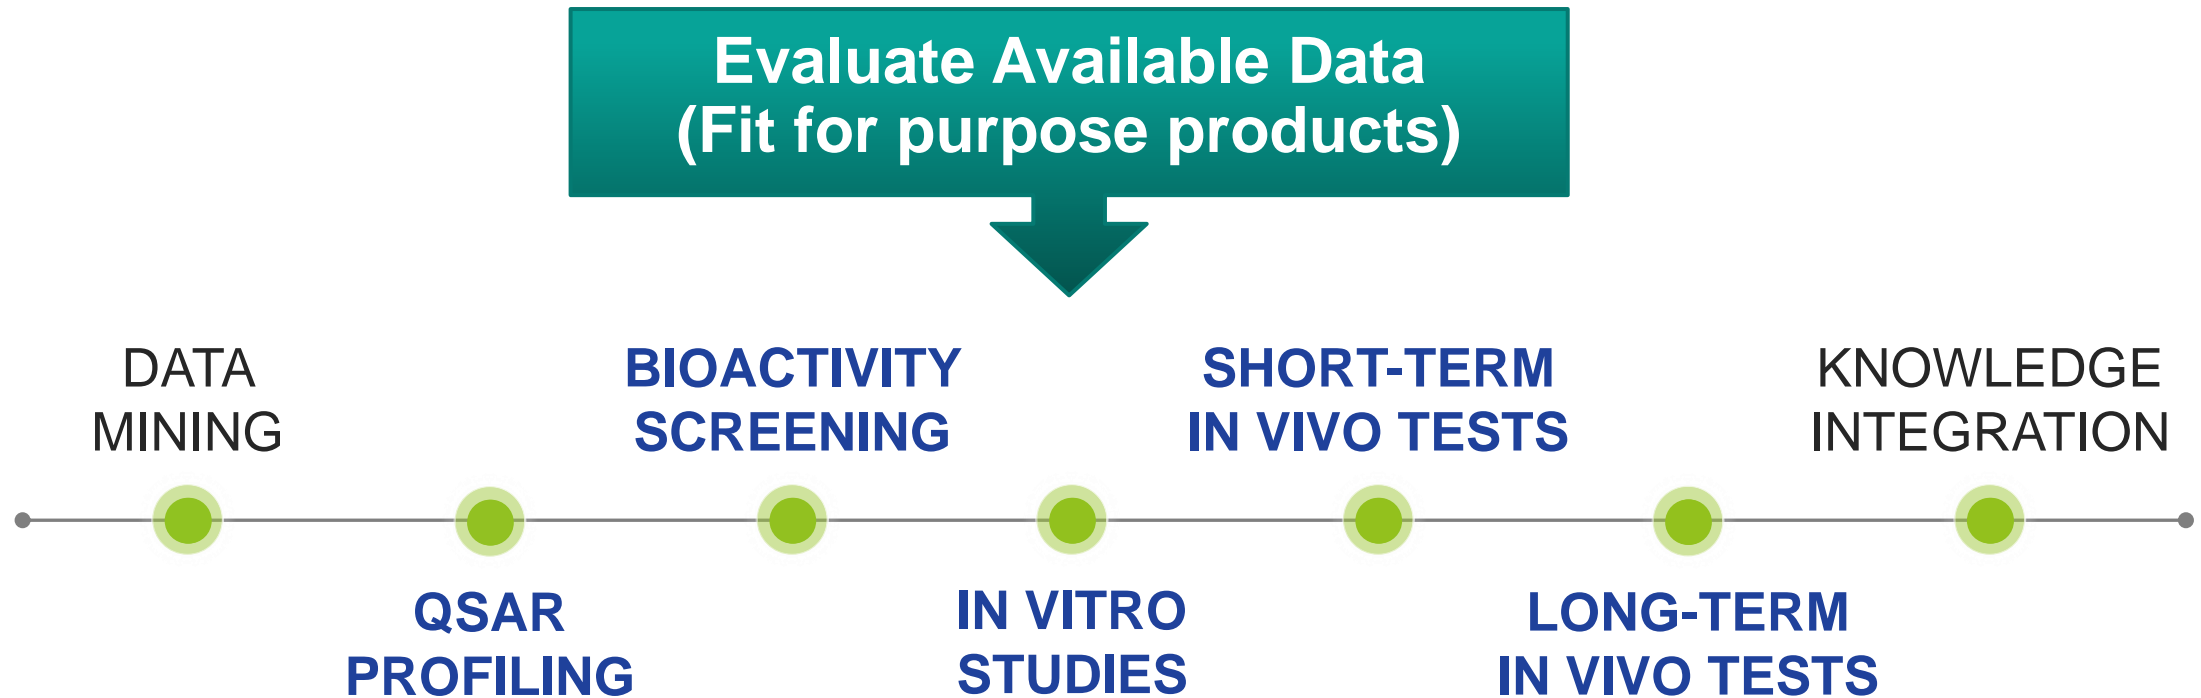 Evaluate Available Data
(Fit for purpose products)
DATA
MINING
BIOACTIVITY
SCREENING
SHORT-TERM
IN VIVO TESTS
KNOWLEDGE
INTEGRATION
QSAR
PROFILING
IN VITRO
STUDIES
LONG-TERM
IN VIVO TESTS